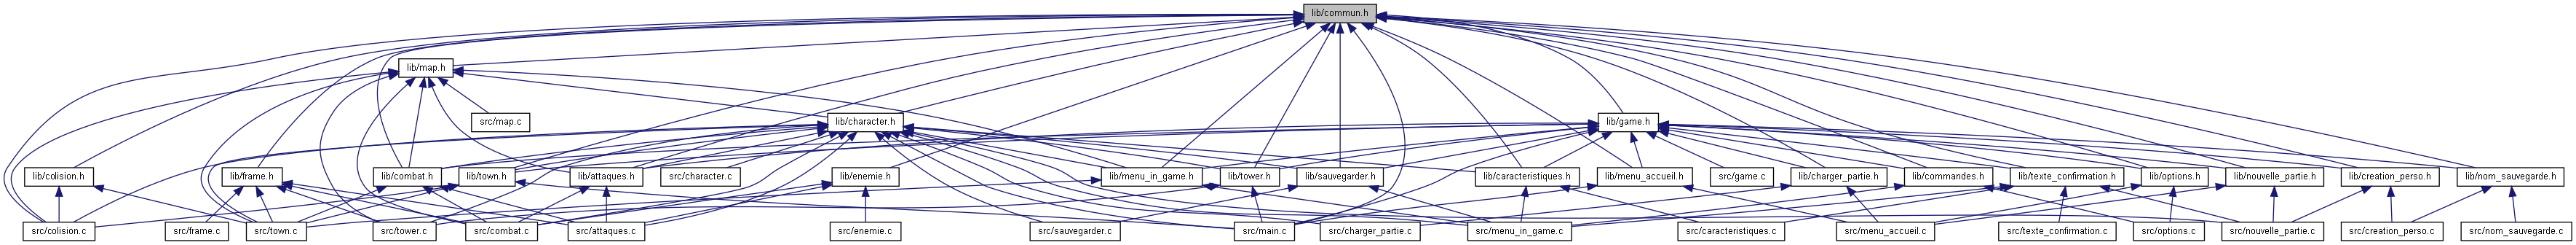 lib/commun.h
lib/map.h
src/map.c
lib/character.h
lib/game.h
lib/colision.h
lib/frame.h
lib/combat.h
lib/town.h
lib/attaques.h
src/character.c
lib/enemie.h
lib/menu_in_game.h
lib/tower.h
lib/sauvegarder.h
lib/caracteristiques.h
lib/menu_accueil.h
src/game.c
lib/charger_partie.h
lib/commandes.h
lib/texte_confirmation.h
lib/options.h
lib/nouvelle_partie.h
lib/creation_perso.h
lib/nom_sauvegarde.h
src/colision.c
src/frame.c
src/town.c
src/tower.c
src/combat.c
src/attaques.c
src/enemie.c
src/sauvegarder.c
src/main.c
src/charger_partie.c
src/menu_in_game.c
src/caracteristiques.c
src/menu_accueil.c
src/texte_confirmation.c
src/options.c
src/nouvelle_partie.c
src/creation_perso.c
src/nom_sauvegarde.c